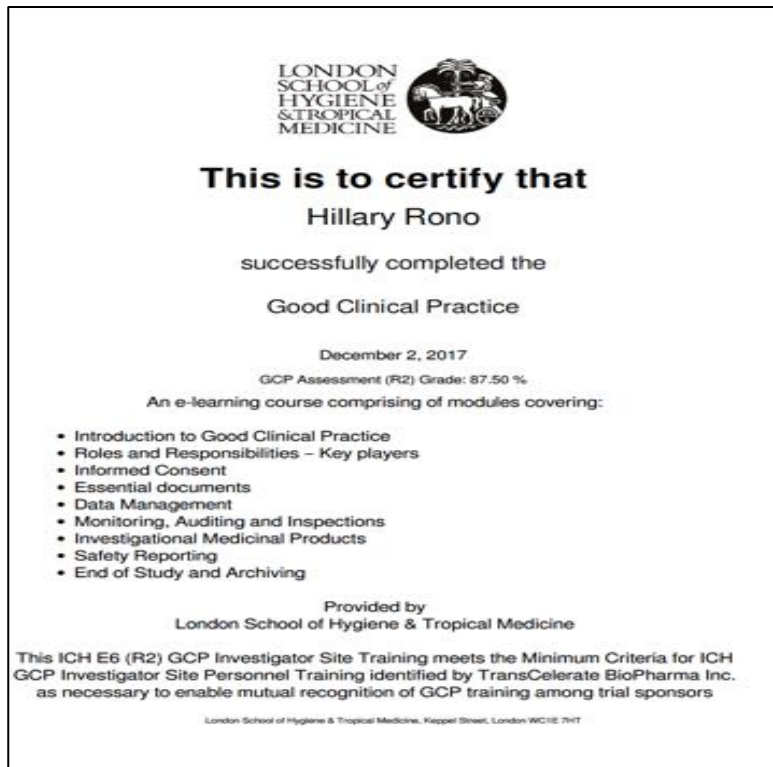 LONDON
SCHOOL of
HYGIENE
& TROPICAL
MEDICINE
This is to certify that
Hillary Rono
successfully completed the
Good Clinical Practice
December 2, 2017
GCP Assessment (R2) Grade: 87.50 %
An e-learning course comprising of modules covering:
• Introduction to Good Clinical Practice
• Roles and Responsibilities – Key players
• Informed Consent
• Essential documents
• Data Management
• Monitoring, Auditing and Inspections
• Investigational Medicinal Products
• Safety Reporting
• End of Study and Archiving
Provided by
London School of Hygiene & Tropical Medicine
This ICH E6 (R2) GCP Investigator Site Training meets the Minimum Criteria for ICH
GCP Investigator Site Personnel Training identified by TransCelerate BioPharma Inc.
as necessary to enable mutual recognition of GCP training among trial sponsors
London School of Hygiene & Tropical Medicine, Keppel Street, London WC1E 7HT